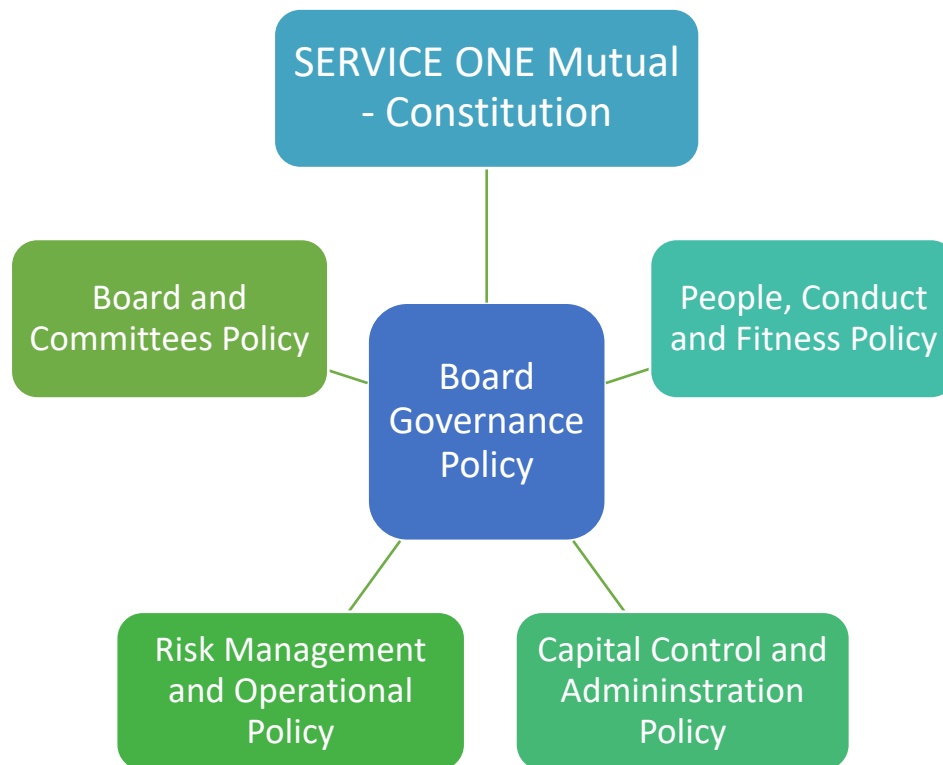 SERVICE ONE Mutual
- Constitution
Board and
Committees Policy
People, Conduct
and Fitness Policy
Board
Governance
Policy
Risk Management
and Operational
Policy
Capital Control and
Admininstration
Policy